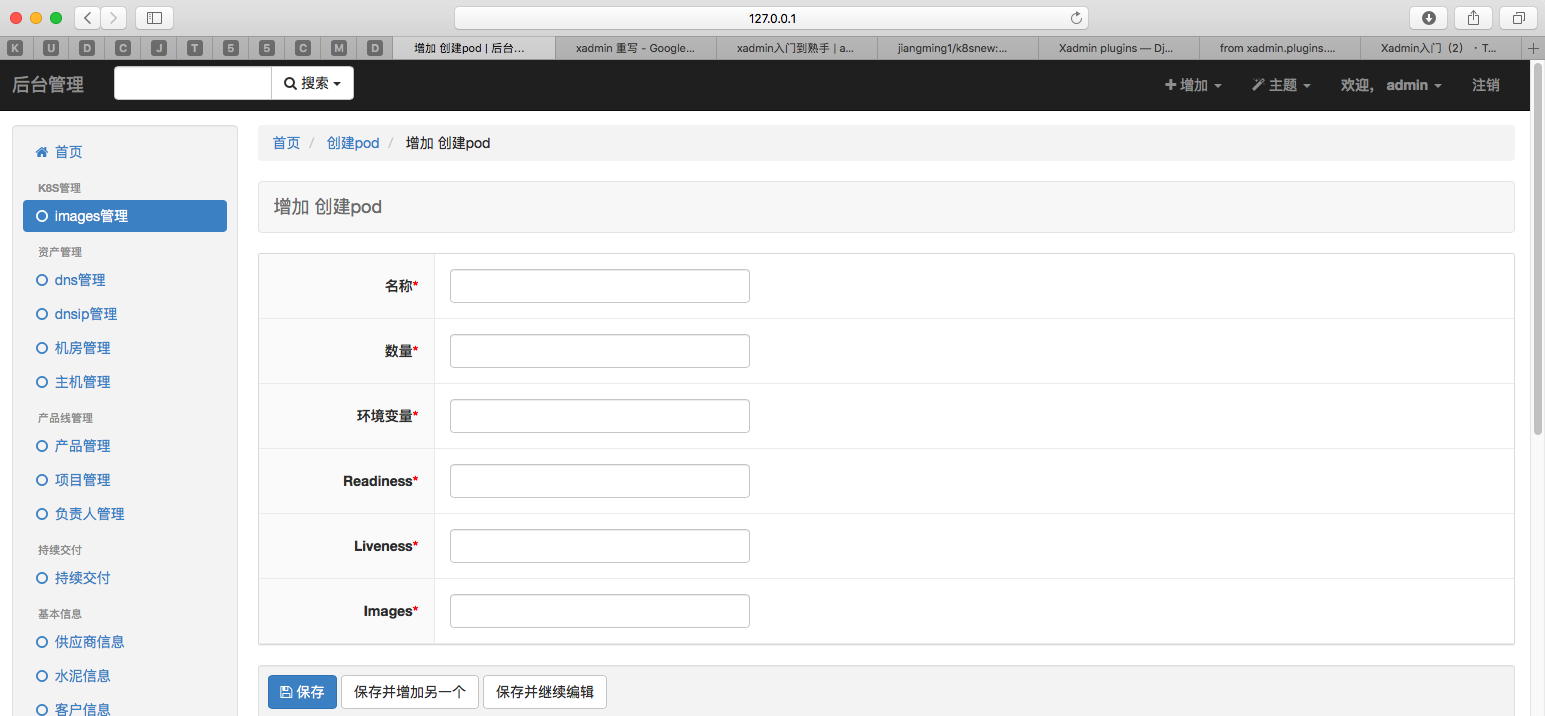 127.0.0.1
K U D C J T 5 5 C M D 增加 创建pod | 后台... xadmin 重写 - Google... xadmin入门到熟手 | a... jiangming1/k8snew:... Xadmin plugins — Dj... from xadmin.plugins.... Xadmin入门（2） · T...
后台管理 搜索 增加 主题 欢迎， admin 注销
首页 / 创建pod / 增加 创建pod
增加 创建pod
首页
K8S管理
images管理
资产管理
dns管理
dnsip管理
机房管理
主机管理
产品线管理
产品管理
项目管理
负责人管理
持续交付
持续交付
基本信息
供应商信息
水泥信息
客户信息
名称*
数量*
环境变量*
Readiness*
Liveness*
Images*
保存 保存并增加另一个 保存并继续编辑